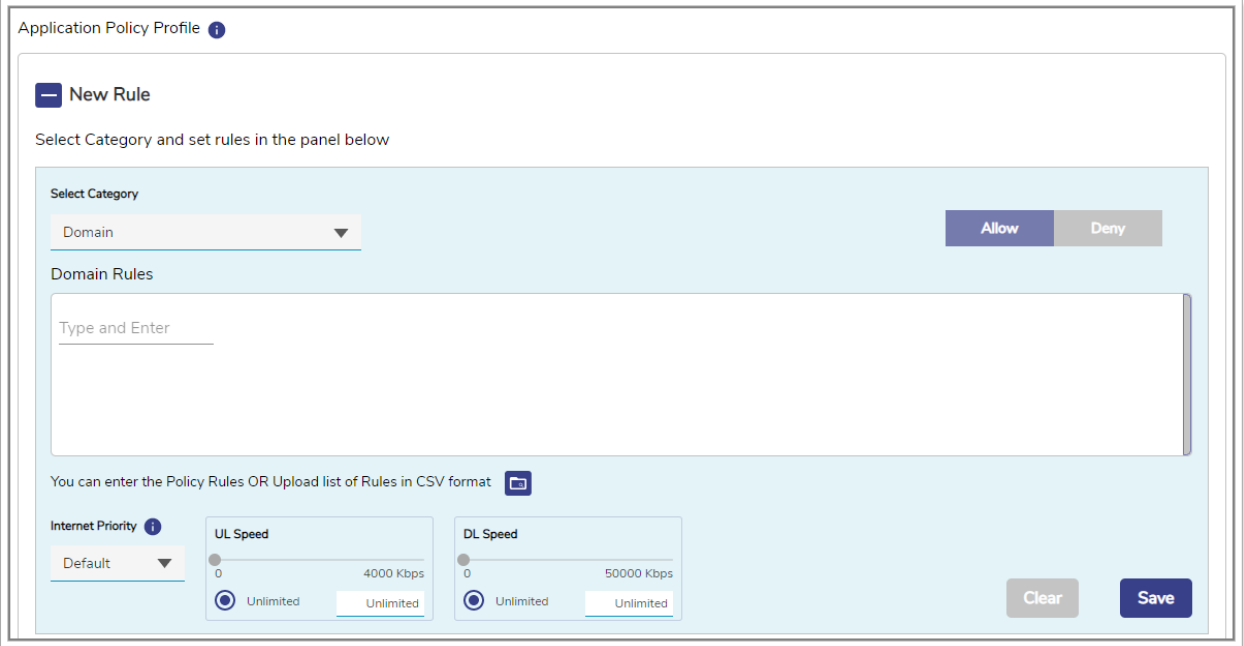 Application Policy Profile
New Rule
Select Category and set rules in the panel below
Select Category
Domain
Allow Deny
Domain Rules
Type and Enter
You can enter the Policy Rules OR Upload list of Rules in CSV format
Internet Priority
Default
UL Speed
0 4000 Kbps
Unlimited Unlimited
DL Speed
0 50000 Kbps
Unlimited Unlimited
Clear Save